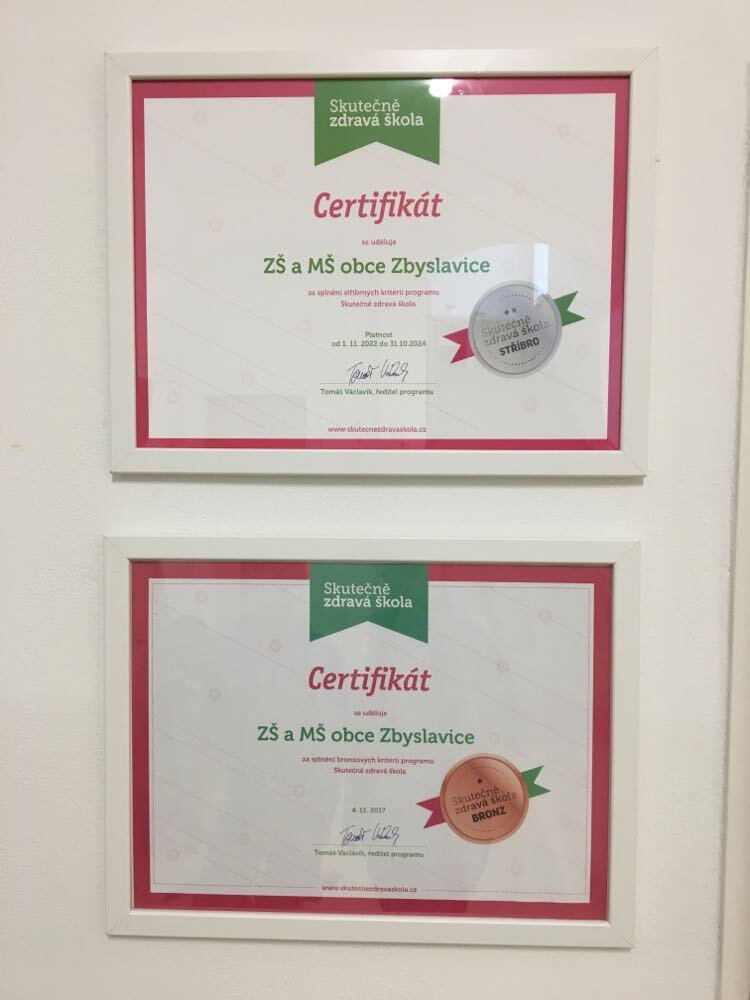 Skutečně
zdravá škola
Certifikát
se uděluje
ZŠ a MŠ obce Zbyslavice
za splnění stříbrných kritérií programu
Skutečně zdravá škola
Platnost
od 1. 11. 2022 do 31.10.2024
Tomáš Václavík, ředitel programu
www.skutecnezdravaskola.cz
Skutečně
zdravá škola
STŘÍBRO
Skutečně
zdravá škola
Certifikát
se uděluje
ZŠ a MŠ obce Zbyslavice
za splnění bronzových kritérií programu
Skutečně zdravá škola
4. 11. 2017
Tomáš Václavík, ředitel programu
www.skutecnezdravaskola.cz
Skutečně
zdravá škola
BRONZ